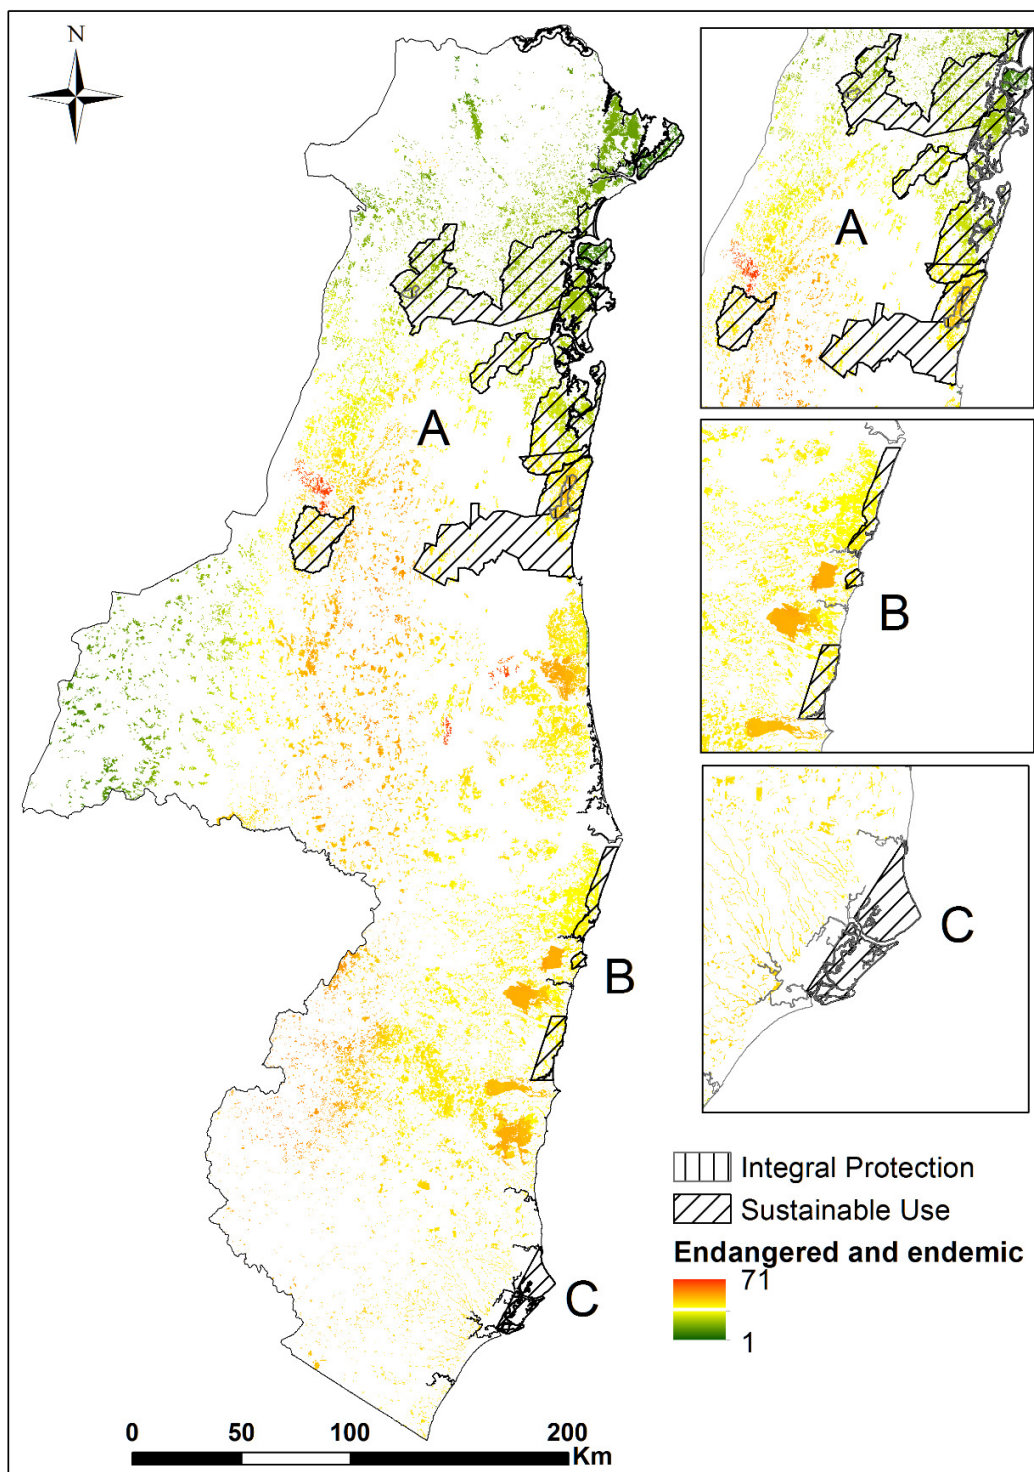 N
A
A
B
B
C
C
Integral Protection
Sustainable Use
Endangered and endemic
71
1
0 50 100 200
Km